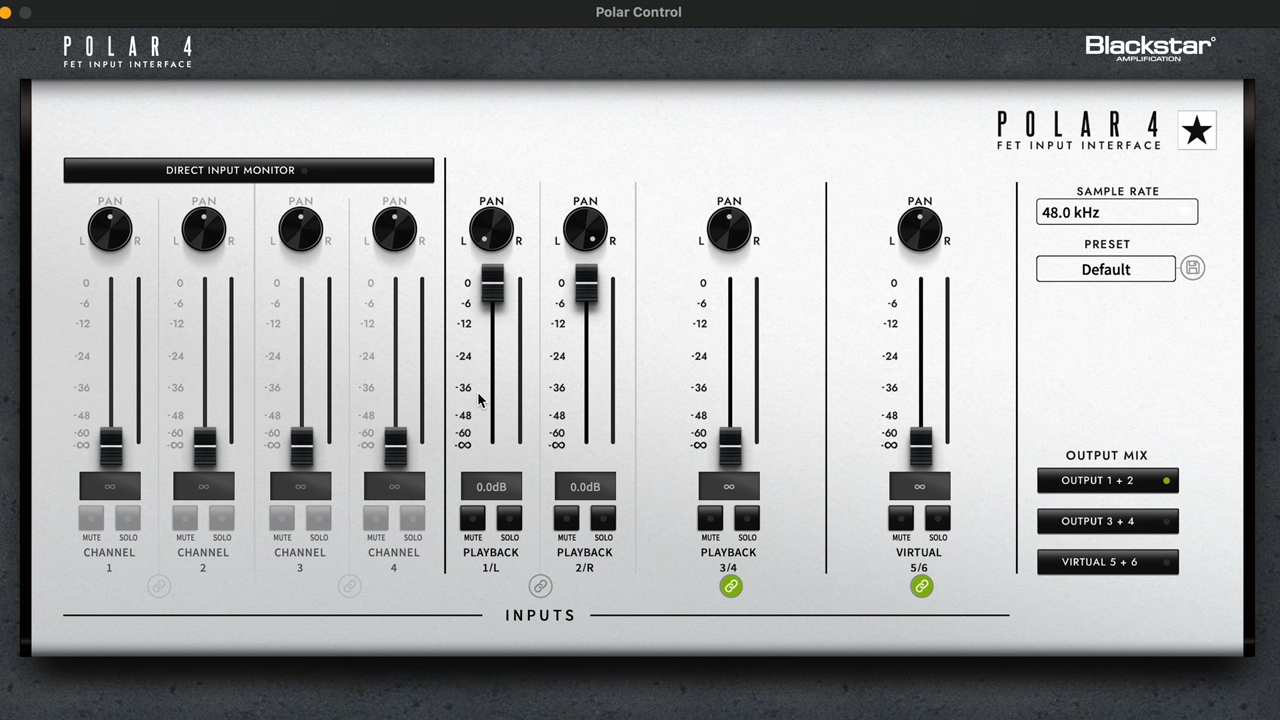 Polar Control
POLAR 4
FET INPUT INTERFACE
Blackstar
AMPLIFICATION
POLAR 4
FET INPUT INTERFACE
DIRECT INPUT MONITOR
PAN PAN PAN PAN PAN PAN PAN PAN
L R L R L R L R L R L R L R L R
0 0 0 0 0 0 0 0
-6 -6 -6 -6 -6 -6 -6 -6
-12 -12 -12 -12 -12 -12 -12 -12
-24 -24 -24 -24 -24 -24 -24 -24
-36 -36 -36 -36 -36 -36 -36 -36
-48 -48 -48 -48 -48 -48 -48 -48
-60 -60 -60 -60 -60 -60 -60 -60
-∞ -∞ -∞ -∞ -∞ -∞ -∞ -∞
∞ ∞ ∞ ∞ 0.0dB 0.0dB ∞ ∞
MUTE SOLO MUTE SOLO MUTE SOLO MUTE SOLO MUTE SOLO MUTE SOLO MUTE SOLO MUTE SOLO
CHANNEL CHANNEL CHANNEL CHANNEL PLAYBACK PLAYBACK PLAYBACK VIRTUAL
1 2 3 4 1/L 2/R 3/4 5/6
INPUTS
SAMPLE RATE
48.0 kHz
PRESET
Default
OUTPUT MIX
OUTPUT 1 + 2
OUTPUT 3 + 4
VIRTUAL 5 + 6